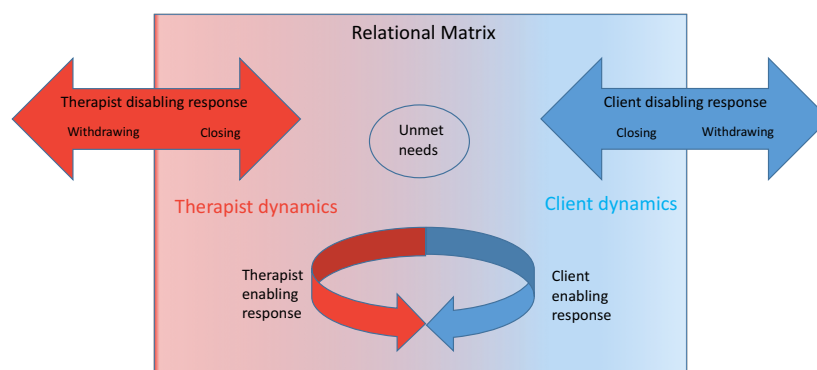 Relational Matrix
Therapist disabling response
Withdrawing Closing
Unmet
needs
Client disabling response
Closing Withdrawing
Therapist dynamics
Client dynamics
Therapist
enabling
response
Client
enabling
response